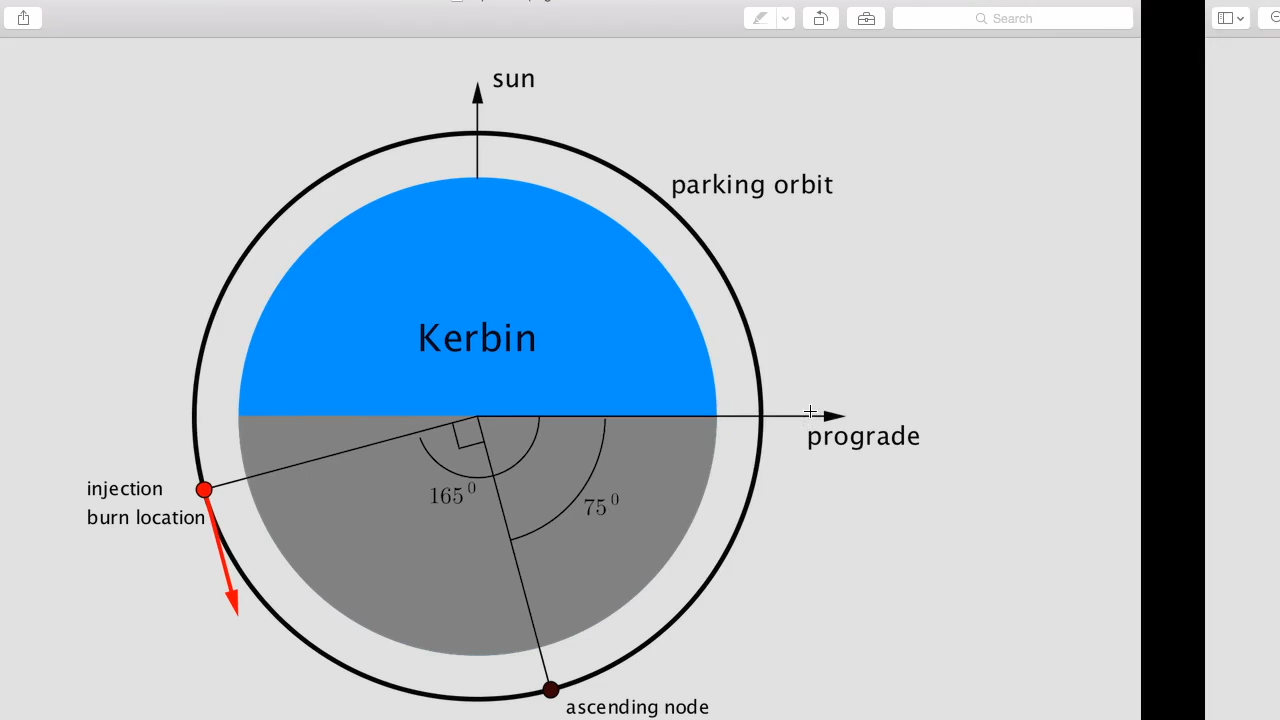 Search
sun
parking orbit
Kerbin
prograde
injection
burn location
165⁰
75⁰
ascending node